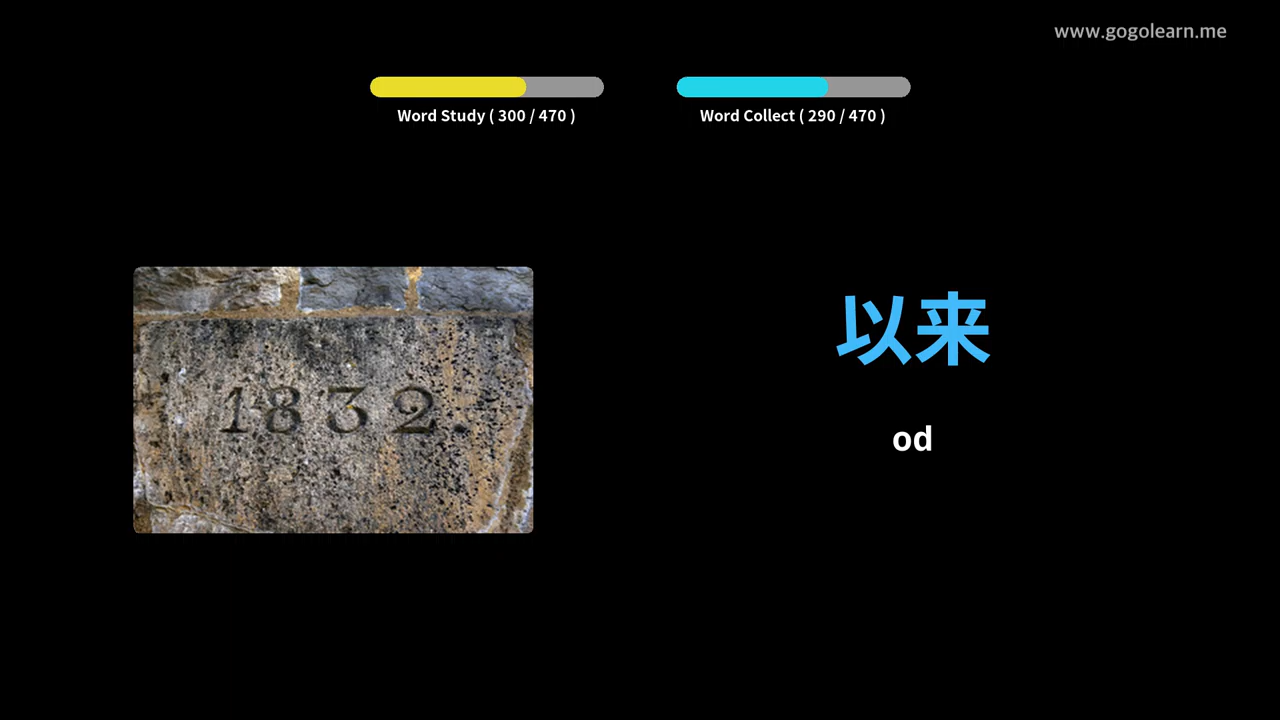 www.gogolearn.me
Word Study ( 300 / 470 )
Word Collect ( 290 / 470 )
1832.
以来
od